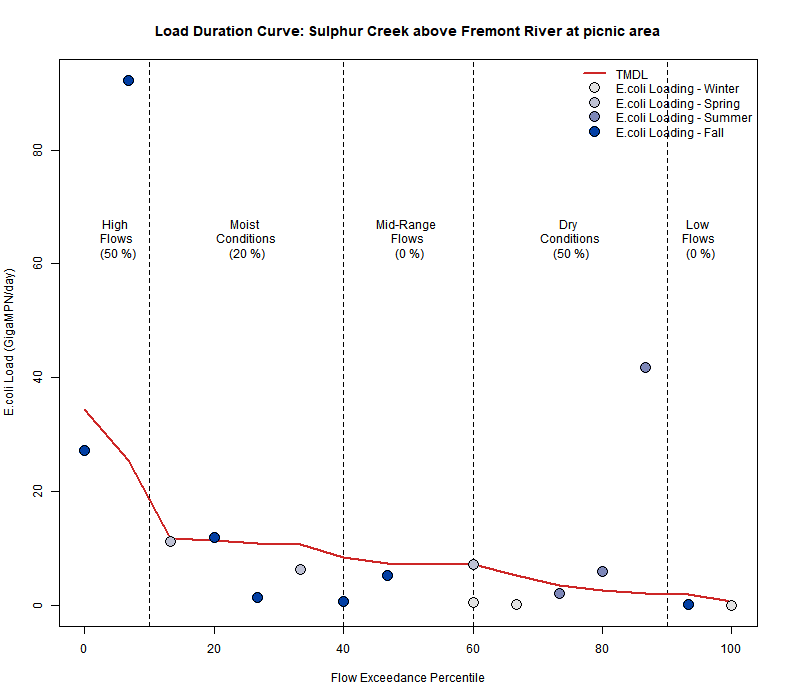 Load Duration Curve: Sulphur Creek above Fremont River at picnic area
TMDL
E.coli Loading - Winter
E.coli Loading - Spring
E.coli Loading - Summer
E.coli Loading - Fall
High
Flows
(50 %)
Moist
Conditions
(20 %)
Mid-Range
Flows
(0 %)
Dry
Conditions
(50 %)
Low
Flows
(0 %)
E.coli Load (GigaMPN/day)
80
60
40
20
0
0
20
40
60
80
100
Flow Exceedance Percentile